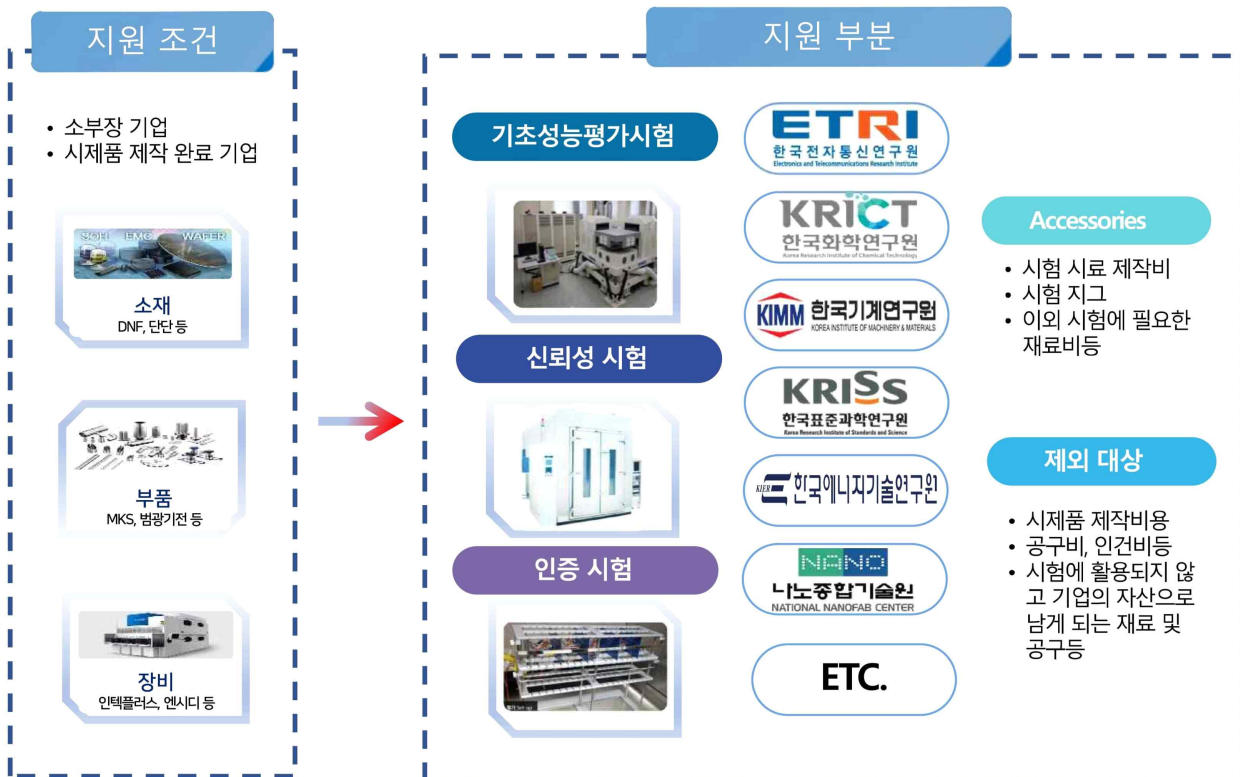 지원 조건
• 소부장 기업
• 시제품 제작 완료 기업
SOFL EMC WAFER
소재
DNF, 단단 등
부품
MKS, 범광기전 등
장비
인텍플러스, 엔시디 등
지원 부분
기초성능평가시험
신뢰성 시험
인증 시험
ETRI
한국전자통신연구원
Electronics and Telecommunications Research Institute
KRICT
한국화학연구원
Korea Research Institute of Chemical Technology
KIMM 한국기계연구원
KOREA INSTITUTE OF MACHINERY & MATERIALS
KRISS
한국표준과학연구원
Korea Research Institute of Standards and Science
KIER 한국에너지기술연구원
NANO
나노종합기술원
NATIONAL NANOFAB CENTER
ETC.
Accessories
• 시험 시료 제작비
• 시험 지그
• 이외 시험에 필요한
재료비등
제외 대상
• 시제품 제작비용
• 공구비, 인건비등
• 시험에 활용되지 않
고 기업의 자산으로
남게 되는 재료 및
공구등